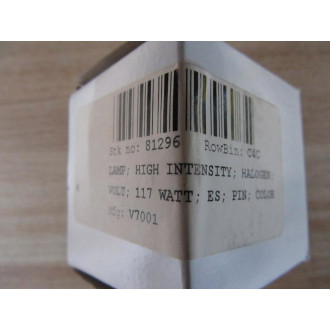 Stk no: 81296 RowBin: C4C
LAMP; HIGH INTENSITY; HALOGEN
VOLT; 117 WATT; ES; PIN; COLOR
Mfg: V7001